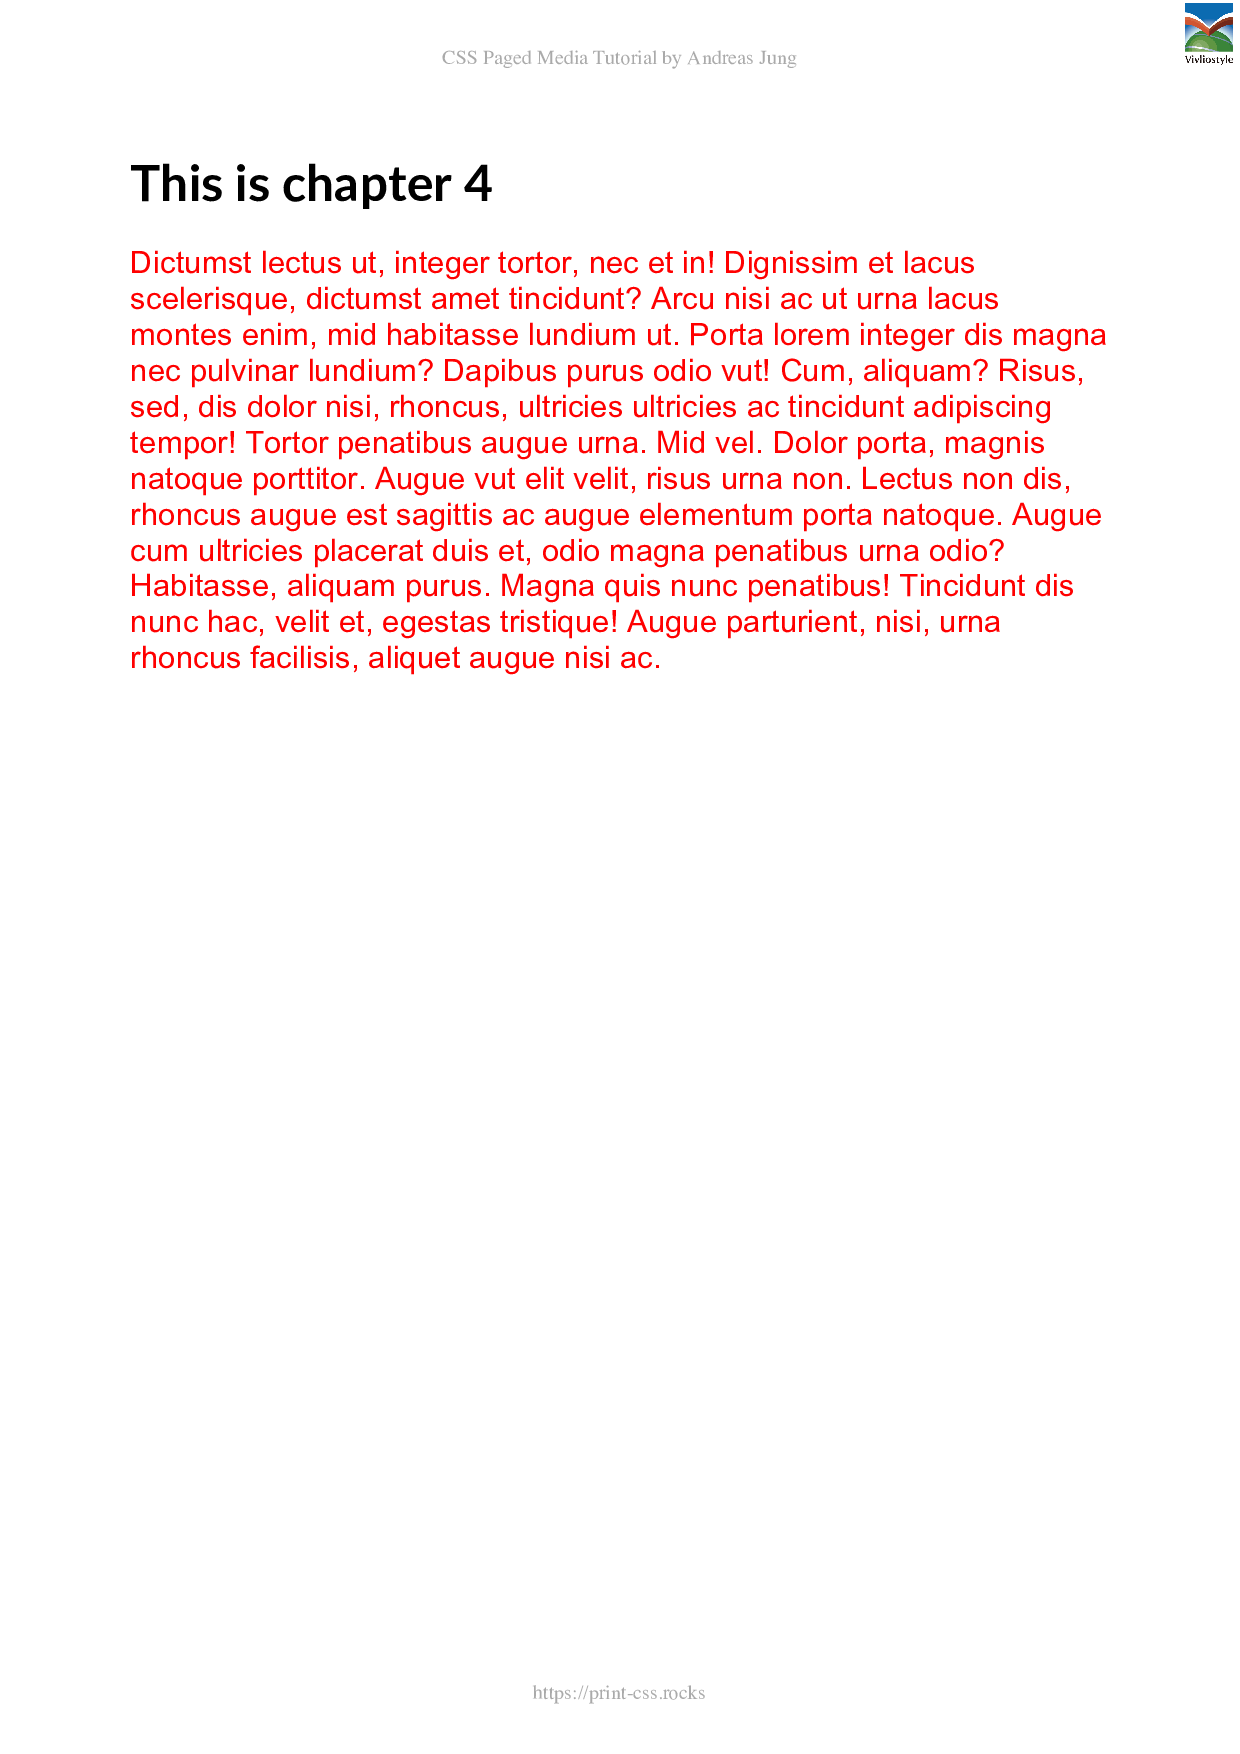 CSS Paged Media Tutorial by Andreas Jung
Vivliostyle
This is chapter 4
Dictumst lectus ut, integer tortor, nec et in! Dignissim et lacus
scelerisque, dictumst amet tincidunt? Arcu nisi ac ut urna lacus
montes enim, mid habitasse lundium ut. Porta lorem integer dis magna
nec pulvinar lundium? Dapibus purus odio vut! Cum, aliquam? Risus,
sed, dis dolor nisi, rhoncus, ultricies ultricies ac tincidunt adipiscing
tempor! Tortor penatibus augue urna. Mid vel. Dolor porta, magnis
natoque porttitor. Augue vut elit velit, risus urna non. Lectus non dis,
rhoncus augue est sagittis ac augue elementum porta natoque. Augue
cum ultricies placerat duis et, odio magna penatibus urna odio?
Habitasse, aliquam purus. Magna quis nunc penatibus! Tincidunt dis
nunc hac, velit et, egestas tristique! Augue parturient, nisi, urna
rhoncus facilisis, aliquet augue nisi ac.
https://print-css.rocks